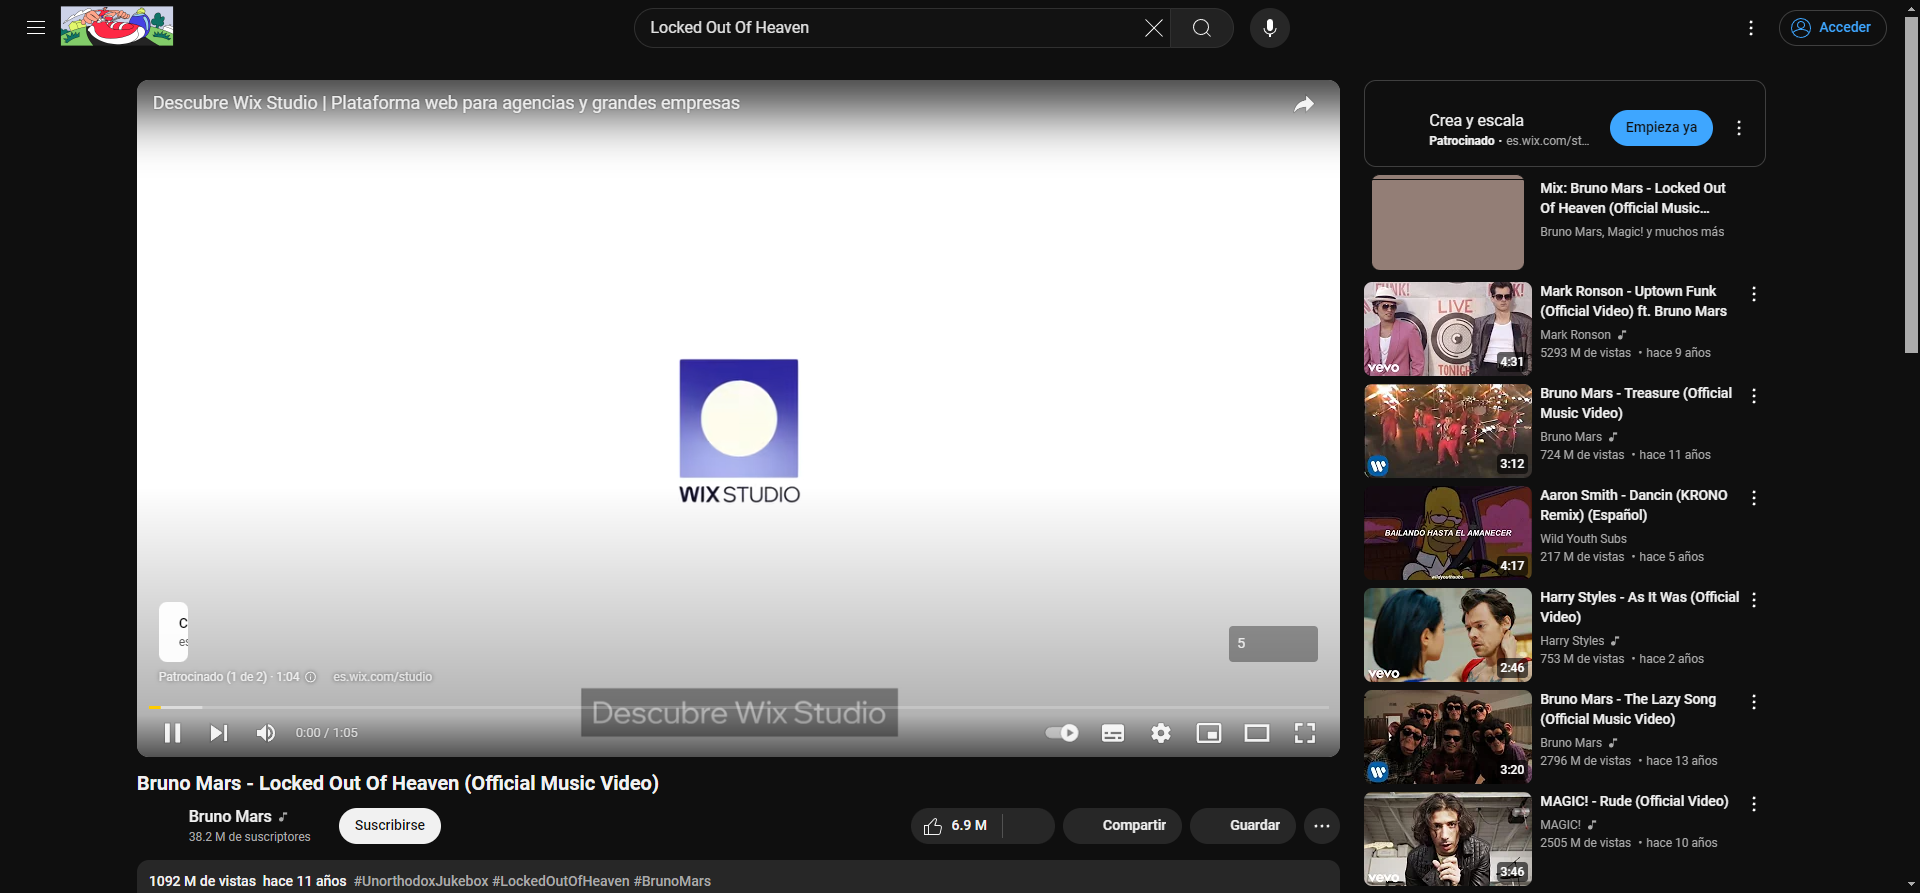 Locked Out Of Heaven
Acceder
Descubre Wix Studio | Plataforma web para agencias y grandes empresas
WIX STUDIO
C
es
5
Patrocinado (1 de 2) · 1:04
es.wix.com/studio
Descubre Wix Studio
0:00 / 1:05
Bruno Mars - Locked Out Of Heaven (Official Music Video)
Bruno Mars
38.2 M de suscriptores
Suscribirse
6.9 M
Compartir
Guardar
1092 M de vistas hace 11 años #UnorthodoxJukebox #LockedOutOfHeaven #BrunoMars
Crea y escala
Patrocinado · es.wix.com/st...
Empieza ya
Mix: Bruno Mars - Locked Out
Of Heaven (Official Music...
Bruno Mars, Magic! y muchos más
LIVE
TONIGHT
vevo
4:31
Mark Ronson - Uptown Funk
(Official Video) ft. Bruno Mars
Mark Ronson
5293 M de vistas • hace 9 años
3:12
Bruno Mars - Treasure (Official
Music Video)
Bruno Mars
724 M de vistas • hace 11 años
BAILANDO HASTA EL AMANECER
4:17
Aaron Smith - Dancin (KRONO
Remix) (Español)
Wild Youth Subs
217 M de vistas • hace 5 años
vevo
2:46
Harry Styles - As It Was (Official
Video)
Harry Styles
753 M de vistas • hace 2 años
3:20
Bruno Mars - The Lazy Song
(Official Music Video)
Bruno Mars
2796 M de vistas • hace 13 años
vevo
3:46
MAGIC! - Rude (Official Video)
MAGIC!
2505 M de vistas • hace 10 años